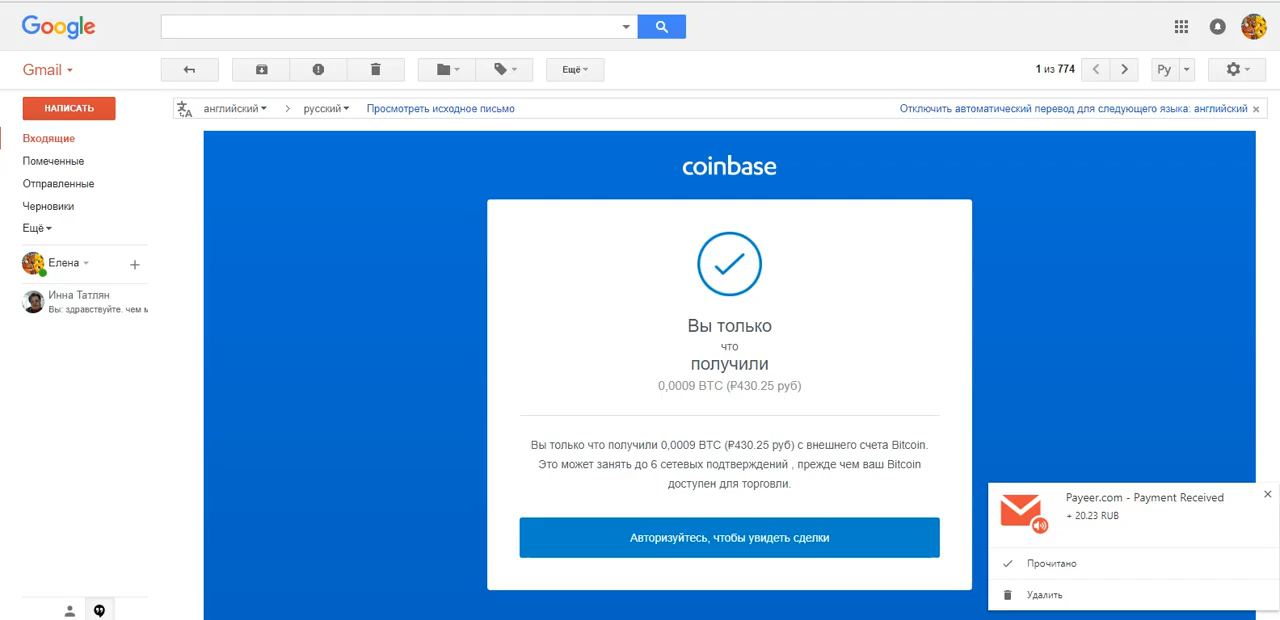 Google
Gmail
Ещё
1 из 774
Ру
НАПИСАТЬ
английский
русский
Просмотреть исходное письмо
Отключить автоматический перевод для следующего языка: английский
Входящие
Помеченные
Отправленные
Черновики
Ещё
Елена
Инна Татлян
Вы: здравствуйте. чем м
coinbase
Вы только
что
получили
0,0009 BTC (₽430.25 руб)
Вы только что получили 0,0009 BTC (₽430.25 руб) с внешнего счета Bitcoin.
Это может занять до 6 сетевых подтверждений , прежде чем ваш Bitcoin
доступен для торговли.
Авторизуйтесь, чтобы увидеть сделки
Payeer.com - Payment Received
+ 20.23 RUB
Прочитано
Удалить